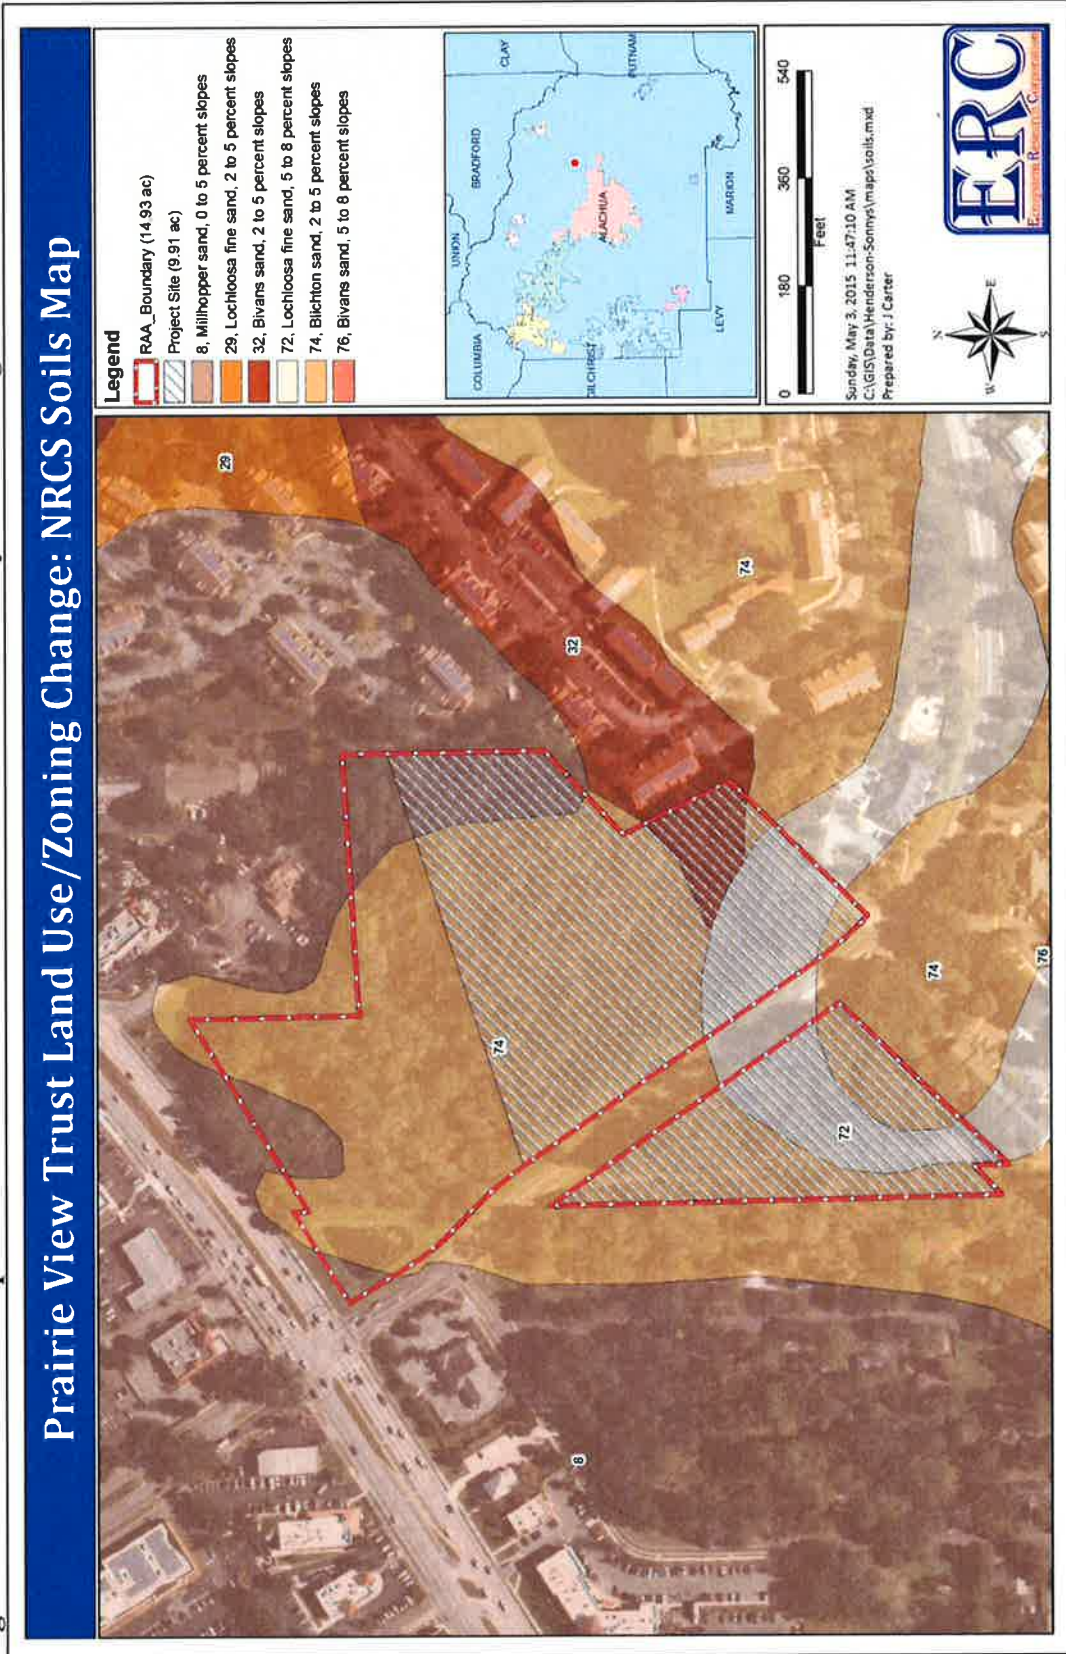 Prairie View Trust Land Use/Zoning Change: NRCS Soils Map
Legend
RAA_Boundary (14.93 ac)
Project Site (9.91 ac)
8, Millhopper sand, 0 to 5 percent slopes
29, Lochloosa fine sand, 2 to 5 percent slopes
32, Bivans sand, 2 to 5 percent slopes
72, Lochloosa fine sand, 5 to 8 percent slopes
74, Blichton sand, 2 to 5 percent slopes
76, Bivans sand, 5 to 8 percent slopes
COLUMBIA
UNION
BRADFORD
CLAY
GILCHRIST
ALACHUA
PUTNAM
LEVY
MARION
0 180 360 540
Feet
Sunday, May 3, 2015 11:47:10 AM
C:\GIS\Data\Henderson-Sonnys\maps\soils.mxd
Prepared by: J Carter
N
W
E
S
ERC
Ecosystem Research Corporation
29
32
74
74
74
72
76
8